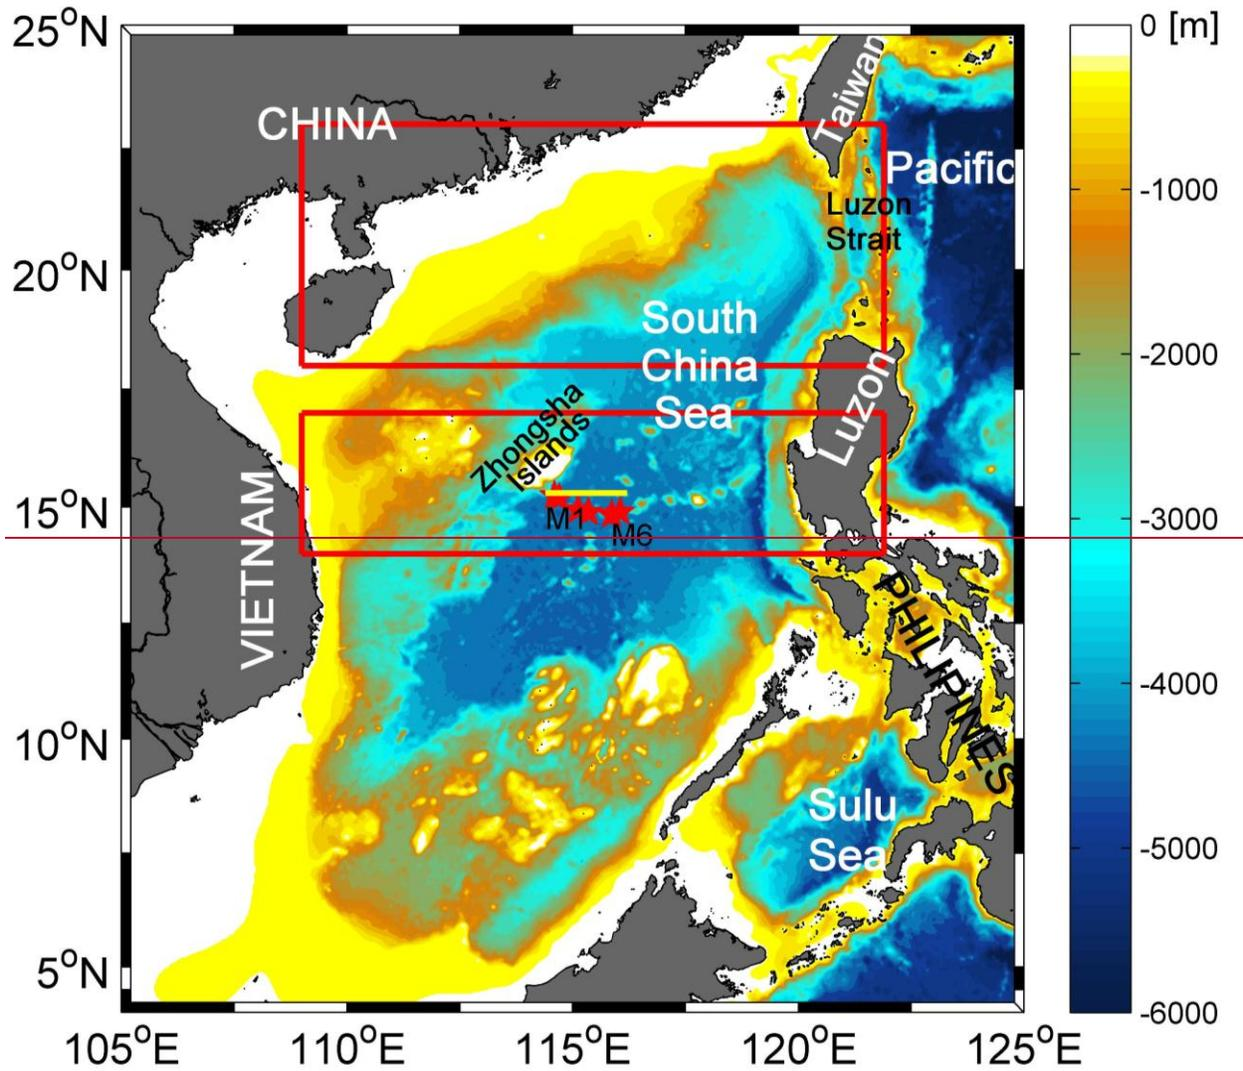 25°N
20°N
15°N
10°N
5°N
105°E
110°E
115°E
120°E
125°E
0 [m]
-1000
-2000
-3000
-4000
-5000
-6000
CHINA
Taiwan
Pacific
Luzon
Strait
South
China
Sea
Luzon
Zhongsha
Islands
M1
M6
VIETNAM
PHILIPINES
Sulu
Sea